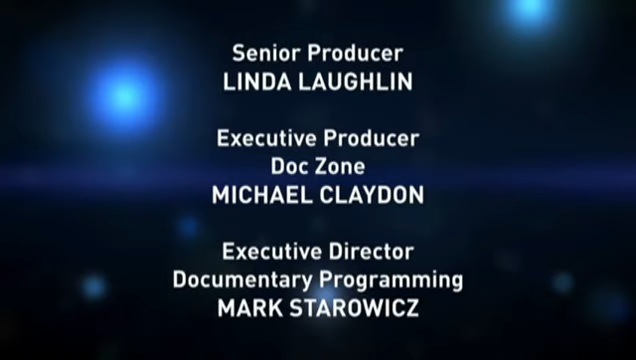 Senior Producer
LINDA LAUGHLIN
Executive Producer
Doc Zone
MICHAEL CLAYDON
Executive Director
Documentary Programming
MARK STAROWICZ